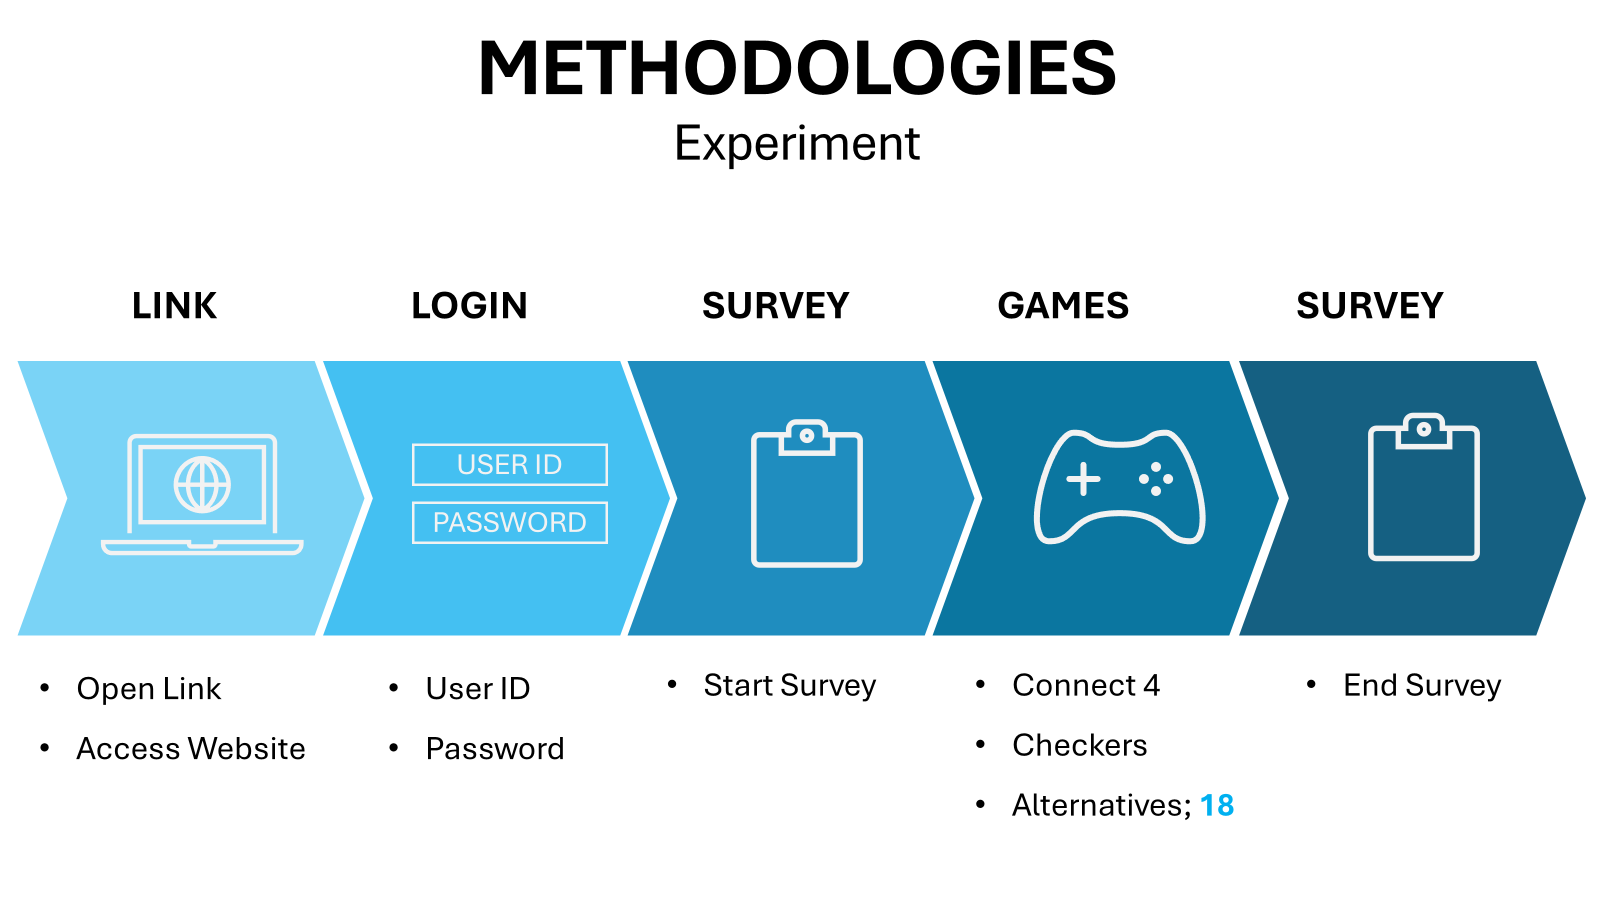 METHODOLOGIES
Experiment
LINK
LOGIN
SURVEY
GAMES
SURVEY
USER ID
PASSWORD
• Open Link
• Access Website
• User ID
• Password
• Start Survey
• Connect 4
• Checkers
• Alternatives; 18
• End Survey